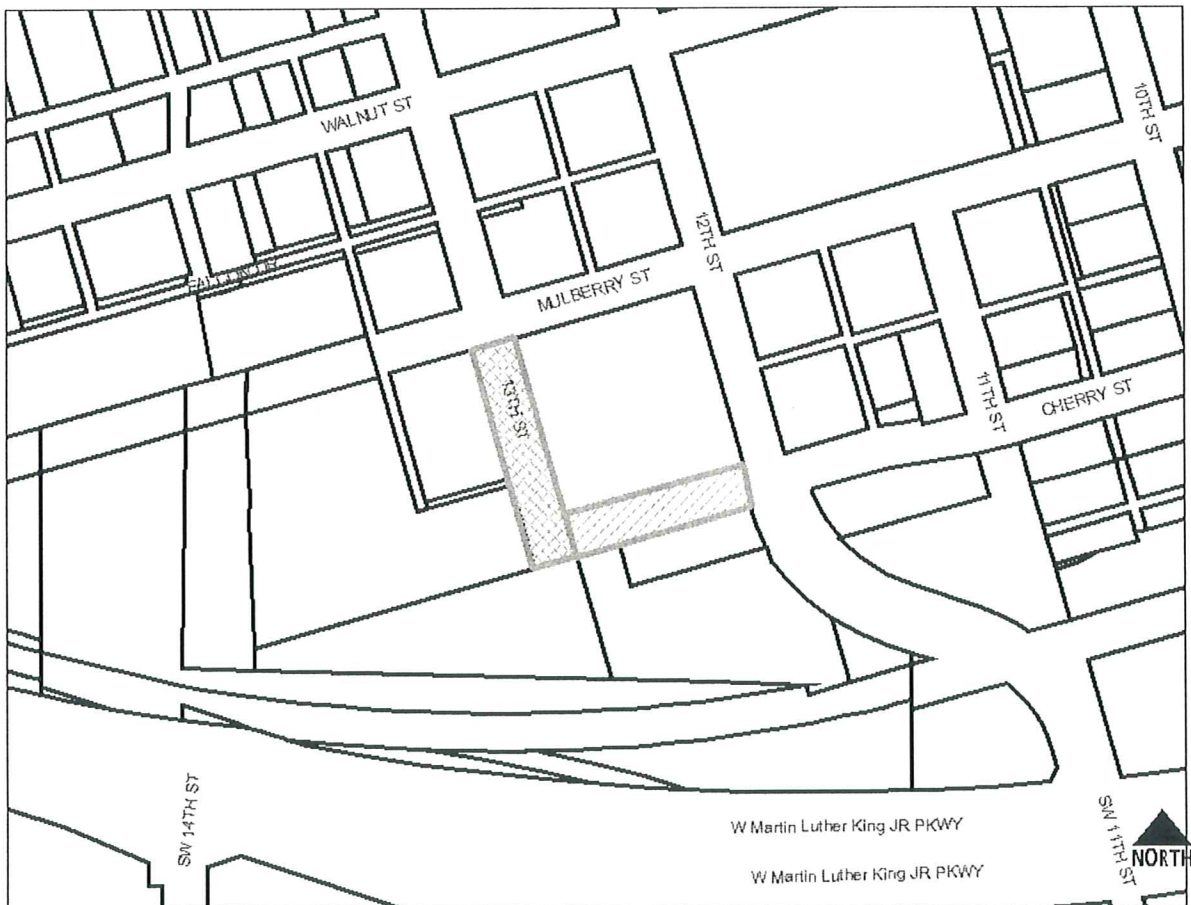 WALNUT ST
10TH ST
12TH ST
MULBERRY ST
13TH ST
11TH ST
CHERRY ST
SW 14TH ST
W Martin Luther King JR PKWY
W Martin Luther King JR PKWY
SW 11TH ST
NORTH